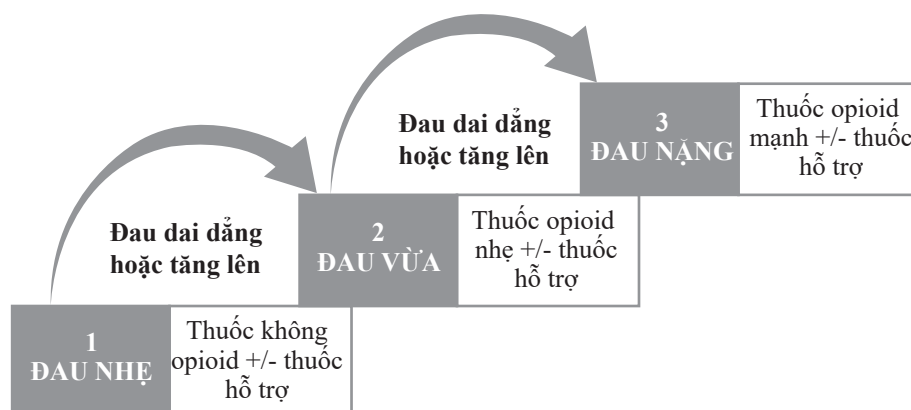 Đau dai dẳng
hoặc tăng lên
3
ĐAU NẶNG
Thuốc opioid
mạnh +/- thuốc
hỗ trợ
Đau dai dẳng
hoặc tăng lên
2
ĐAU VỪA
Thuốc opioid
nhẹ +/- thuốc
hỗ trợ
1
ĐAU NHẸ
Thuốc không
opioid +/- thuốc
hỗ trợ